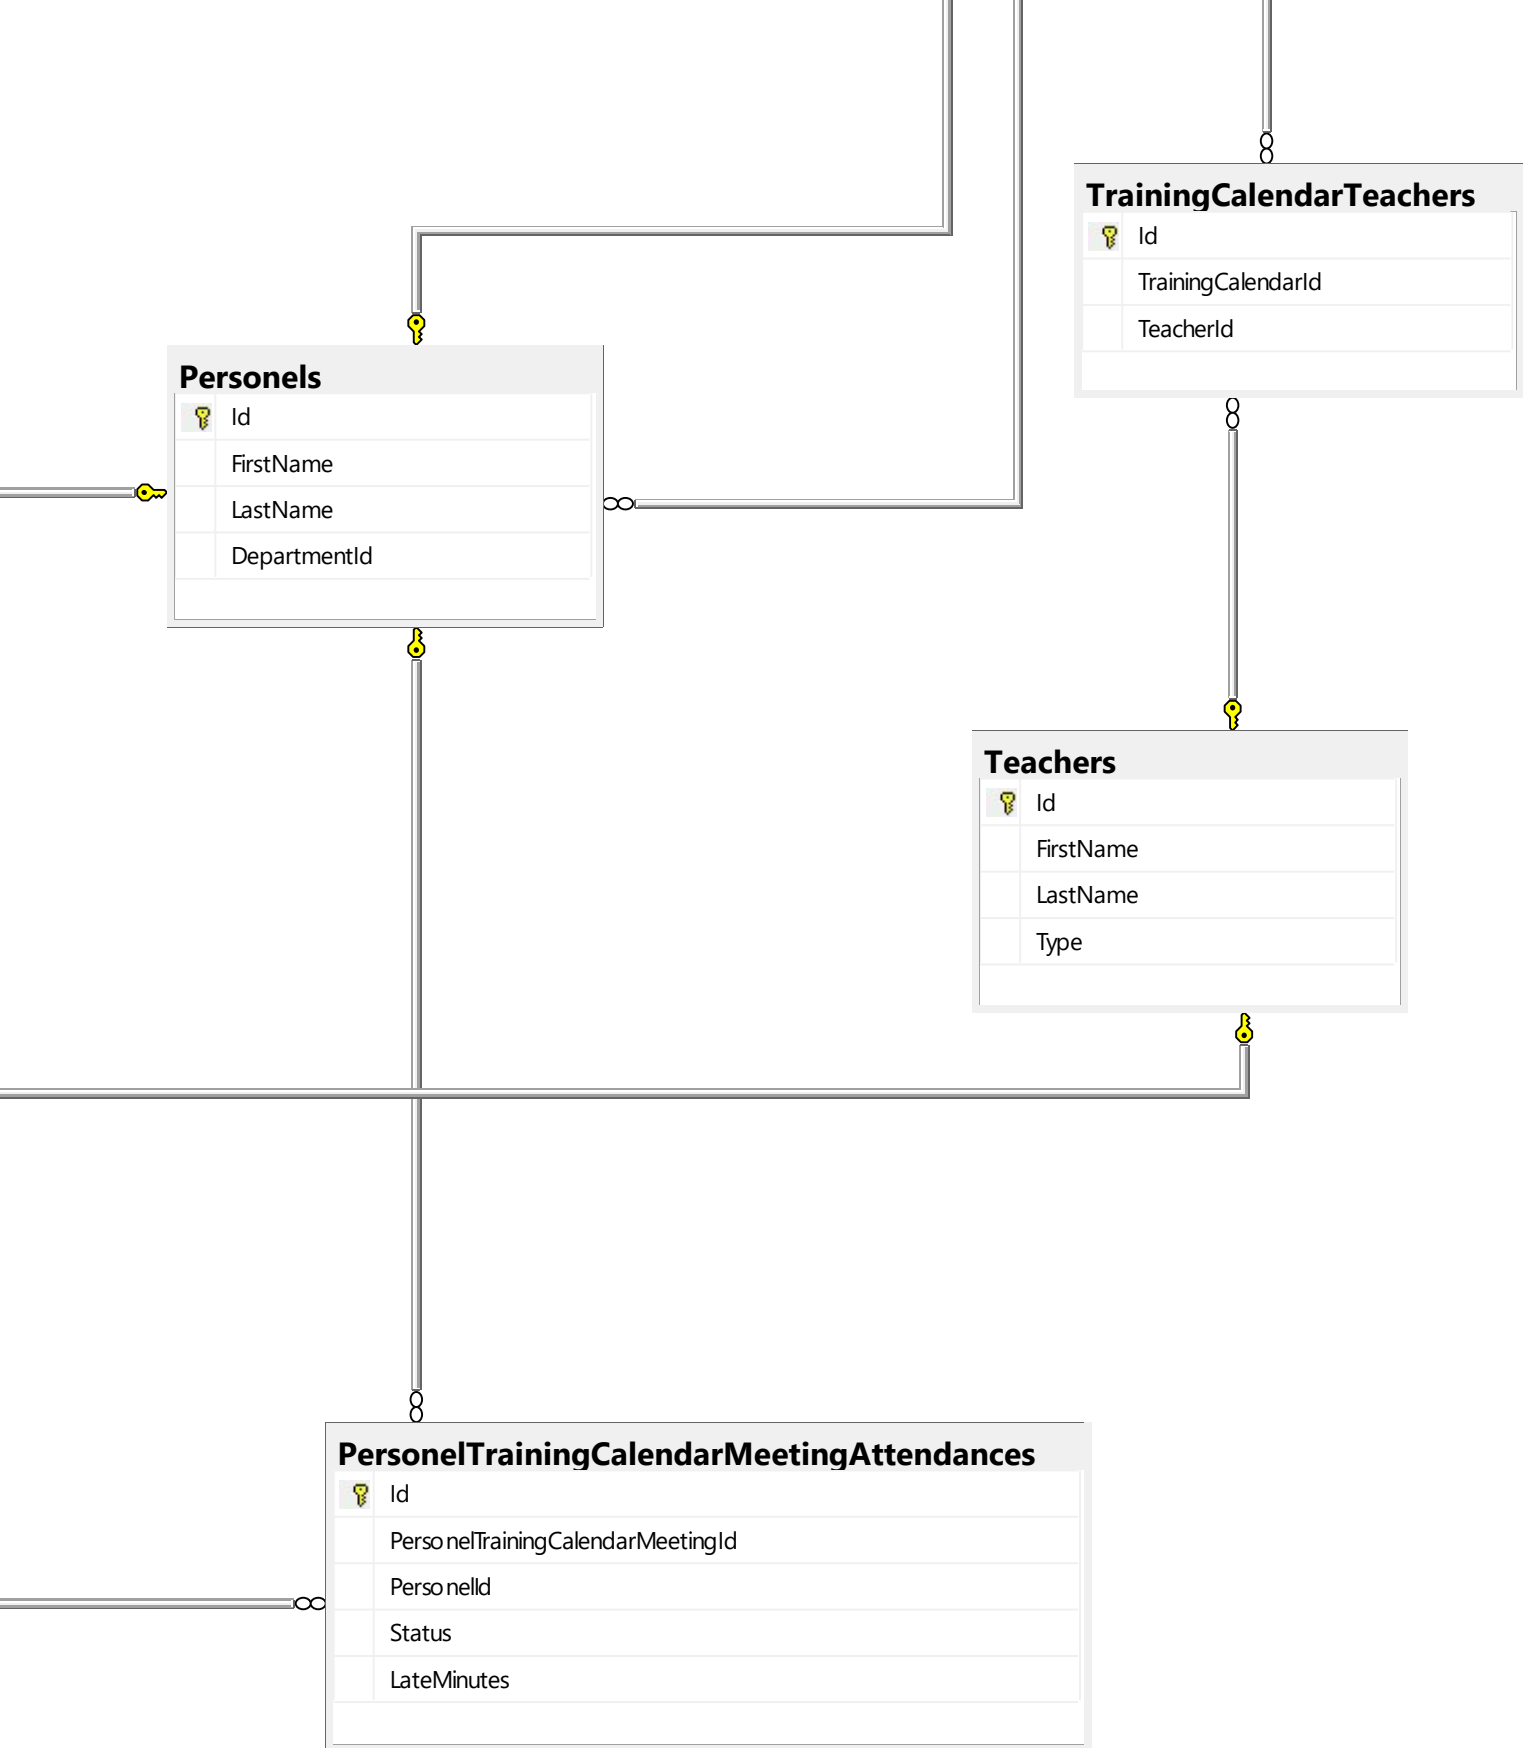 TrainingCalendarTeachers
Id
TrainingCalendarId
TeacherId
Personels
Id
FirstName
LastName
DepartmentId
Teachers
Id
FirstName
LastName
Type
PersonelTrainingCalendarMeetingAttendances
Id
PersonelTrainingCalendarMeetingId
PersonelId
Status
LateMinutes